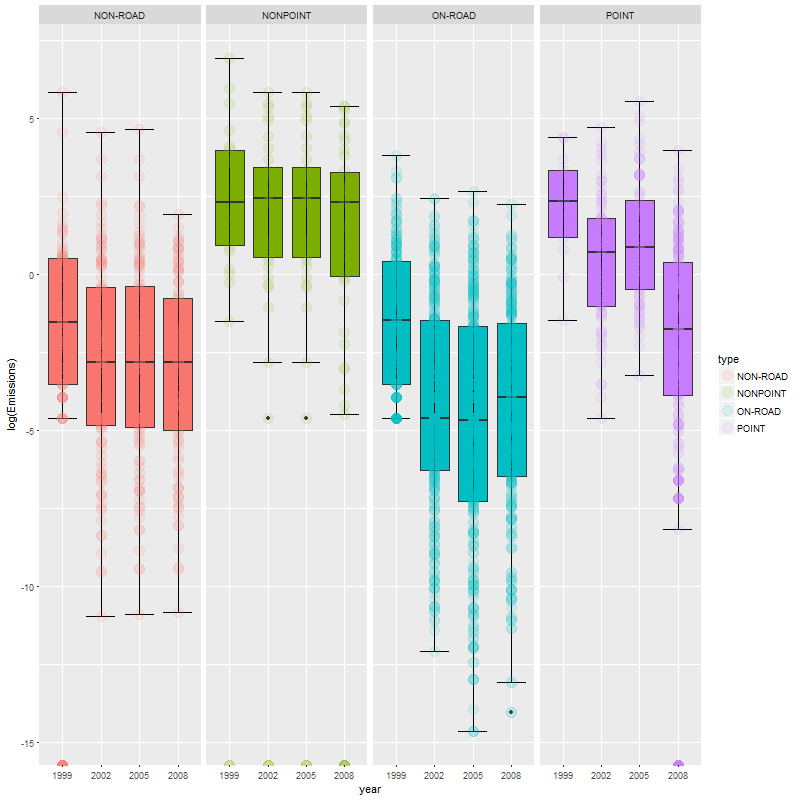 NON-ROAD
NONPOINT
ON-ROAD
POINT
5
0
-5
-10
-15
log(Emissions)
1999 2002 2005 2008
1999 2002 2005 2008
1999 2002 2005 2008
1999 2002 2005 2008
year
type
NON-ROAD
NONPOINT
ON-ROAD
POINT